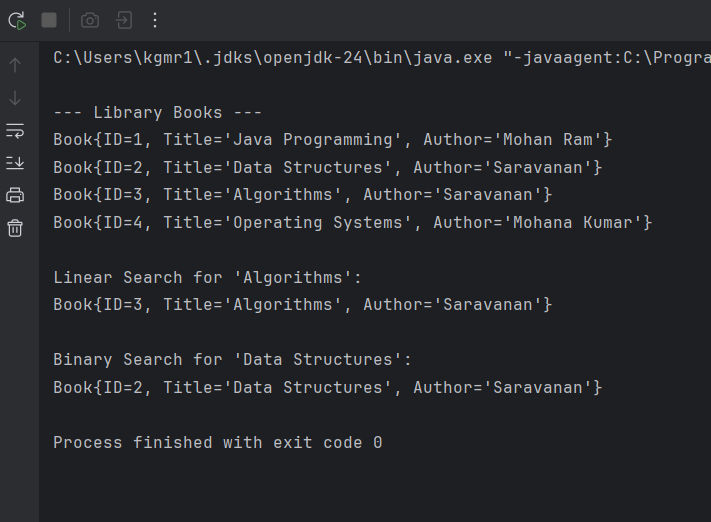 C:\Users\kgmr1\.jdks\openjdk-24\bin\java.exe "-javaagent:C:\Progra
--- Library Books ---
Book{ID=1, Title='Java Programming', Author='Mohan Ram'}
Book{ID=2, Title='Data Structures', Author='Saravanan'}
Book{ID=3, Title='Algorithms', Author='Saravanan'}
Book{ID=4, Title='Operating Systems', Author='Mohana Kumar'}
Linear Search for 'Algorithms':
Book{ID=3, Title='Algorithms', Author='Saravanan'}
Binary Search for 'Data Structures':
Book{ID=2, Title='Data Structures', Author='Saravanan'}
Process finished with exit code 0